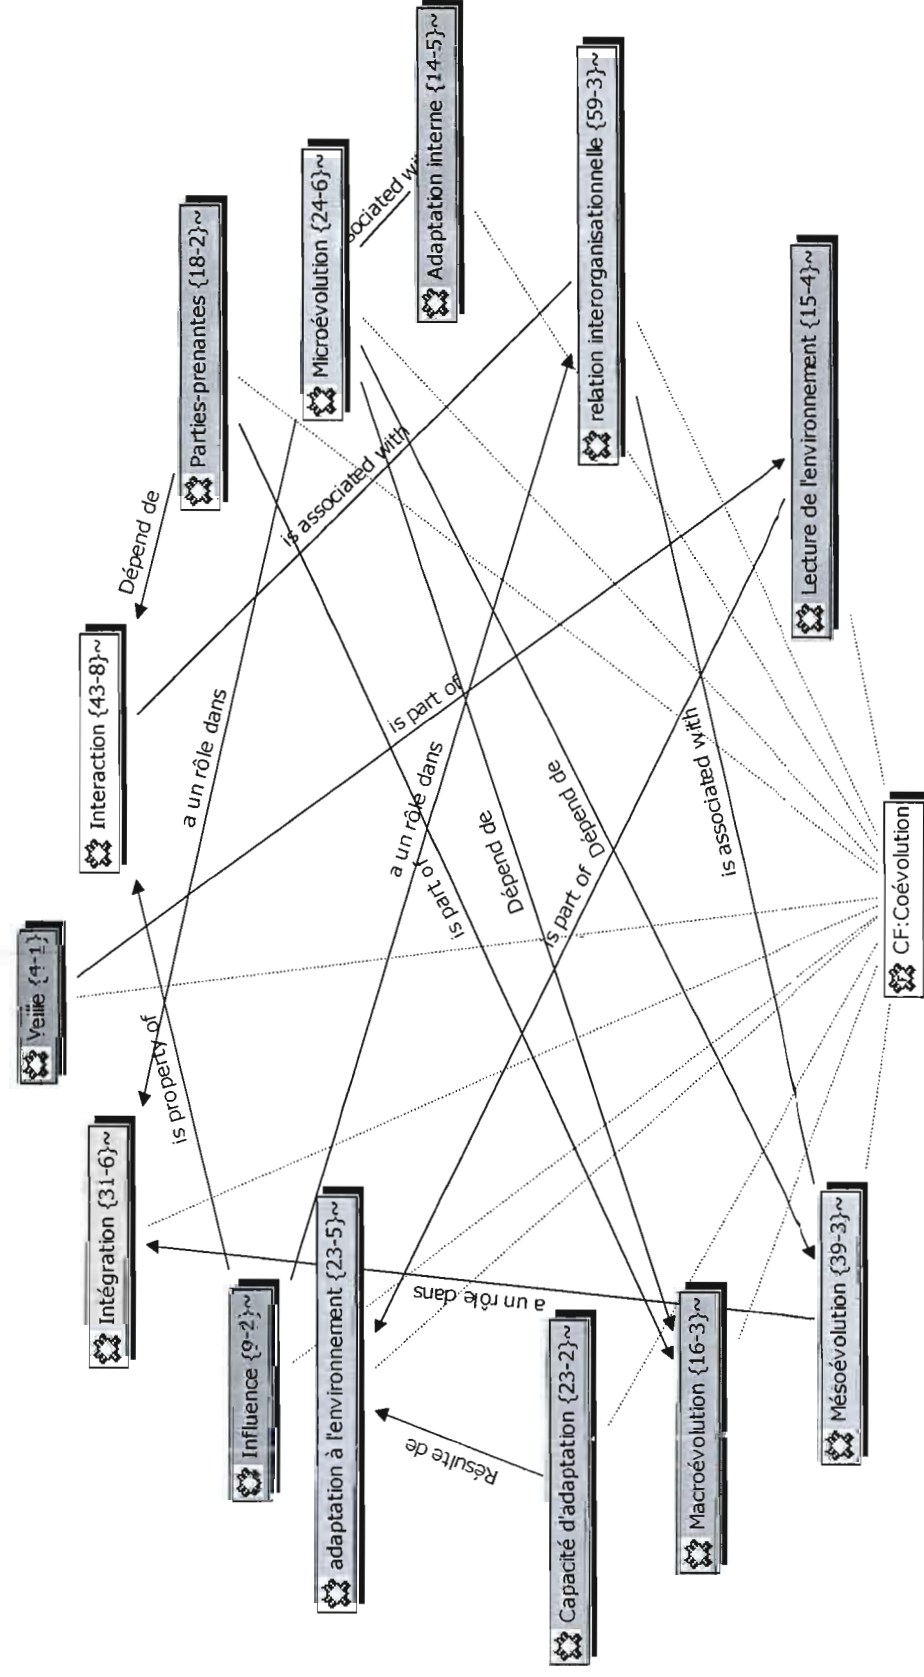 Veille {4-1}
Intégration {31-6}~
Interaction {43-8}~
Parties-prenantes {18-2}~
Influence {9-2}~
adaptation à l'environnement {23-5}~
Microévolution {24-6}~
Adaptation interne {14-5}~
Capacité d'adaptation {23-2}~
relation interorganisationnelle {59-3}~
Macroévolution {16-3}~
Mésoévolution {39-3}~
Lecture de l'environnement {15-4}~
CF:Coévolution
Dépend de
is property of
a un rôle dans
is associated with
sociated wi
is part of
a un rôle dans
is part of
Dépend de
Dépend de
is part of
is associated with
a un rôle dans
Résulte de